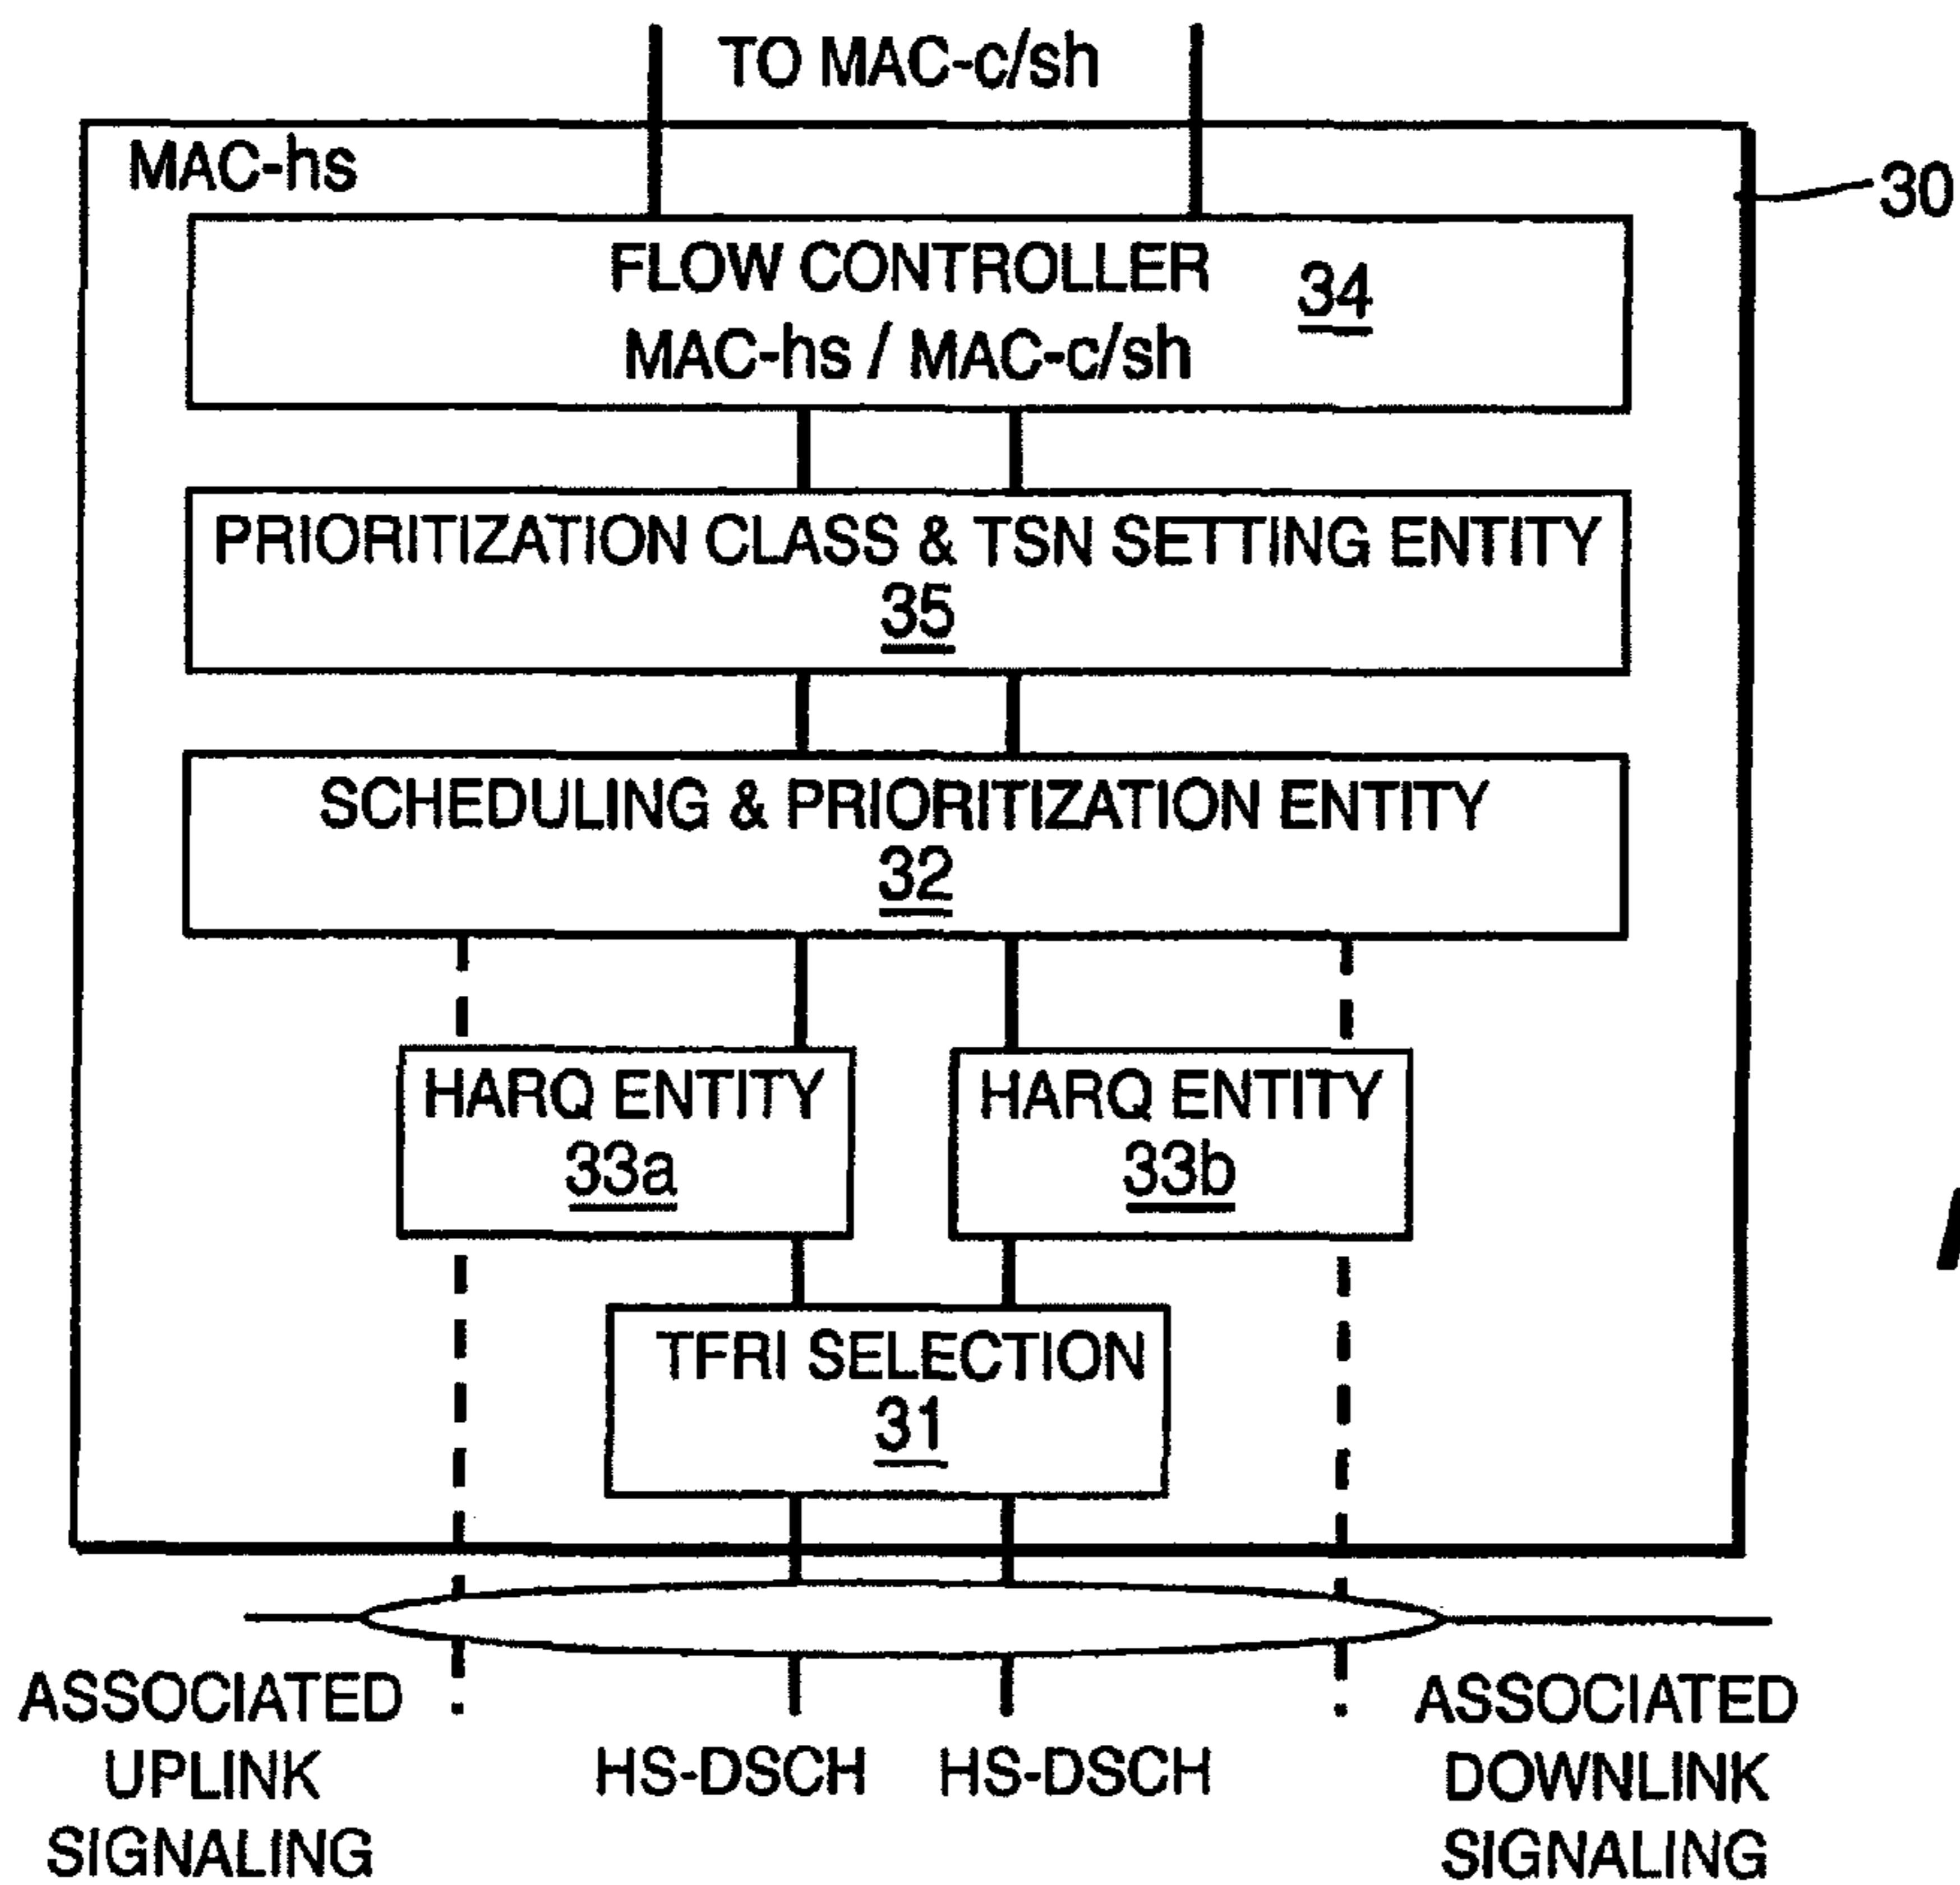 TO MAC-c/sh
MAC-hs
30
FLOW CONTROLLER
34
MAC-hs / MAC-c/sh
PRIORITIZATION CLASS & TSN SETTING ENTITY
35
SCHEDULING & PRIORITIZATION ENTITY
32
HARQ ENTITY
33a
HARQ ENTITY
33b
TFRI SELECTION
31
ASSOCIATED
UPLINK
SIGNALING
HS-DSCH
HS-DSCH
ASSOCIATED
DOWNLINK
SIGNALING